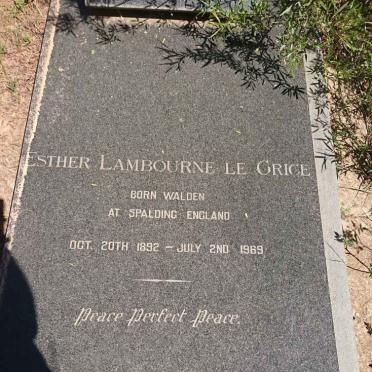 ESTHER LAMBOURNE LE GRICE
BORN WALDEN
AT SPALDING ENGLAND
OCT. 20TH 1892 - JULY 2ND 1969
Peace Perfect Peace.